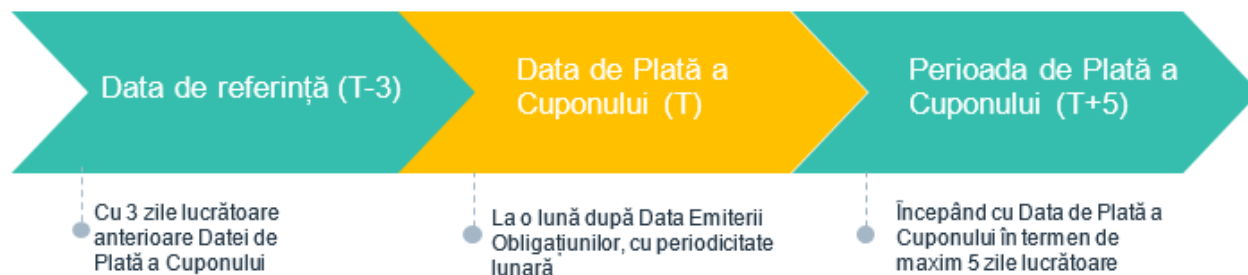 Data de referință (T-3)
Data de Plată a
Cuponului (T)
Perioada de Plată a
Cuponului (T+5)
Cu 3 zile lucrătoare
anterioare Datei de
Plată a Cuponului
La o lună după Data Emiterii
Obligațiunilor, cu periodicitate
lunară
Începând cu Data de Plată a
Cuponului în termen de
maxim 5 zile lucrătoare